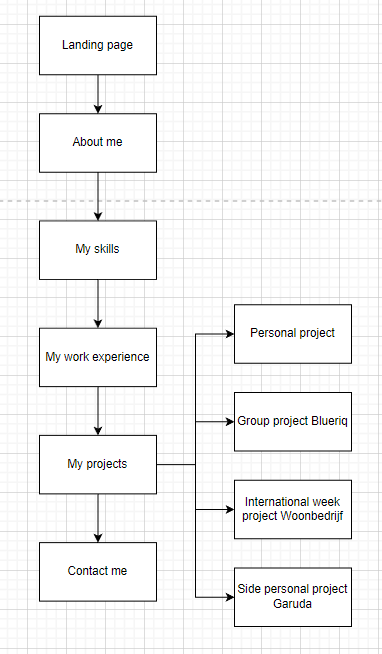 Landing page
About me
My skills
My work experience
My projects
Contact me
Personal project
Group project Blueriq
International week
project Woonbedrijf
Side personal project
Garuda